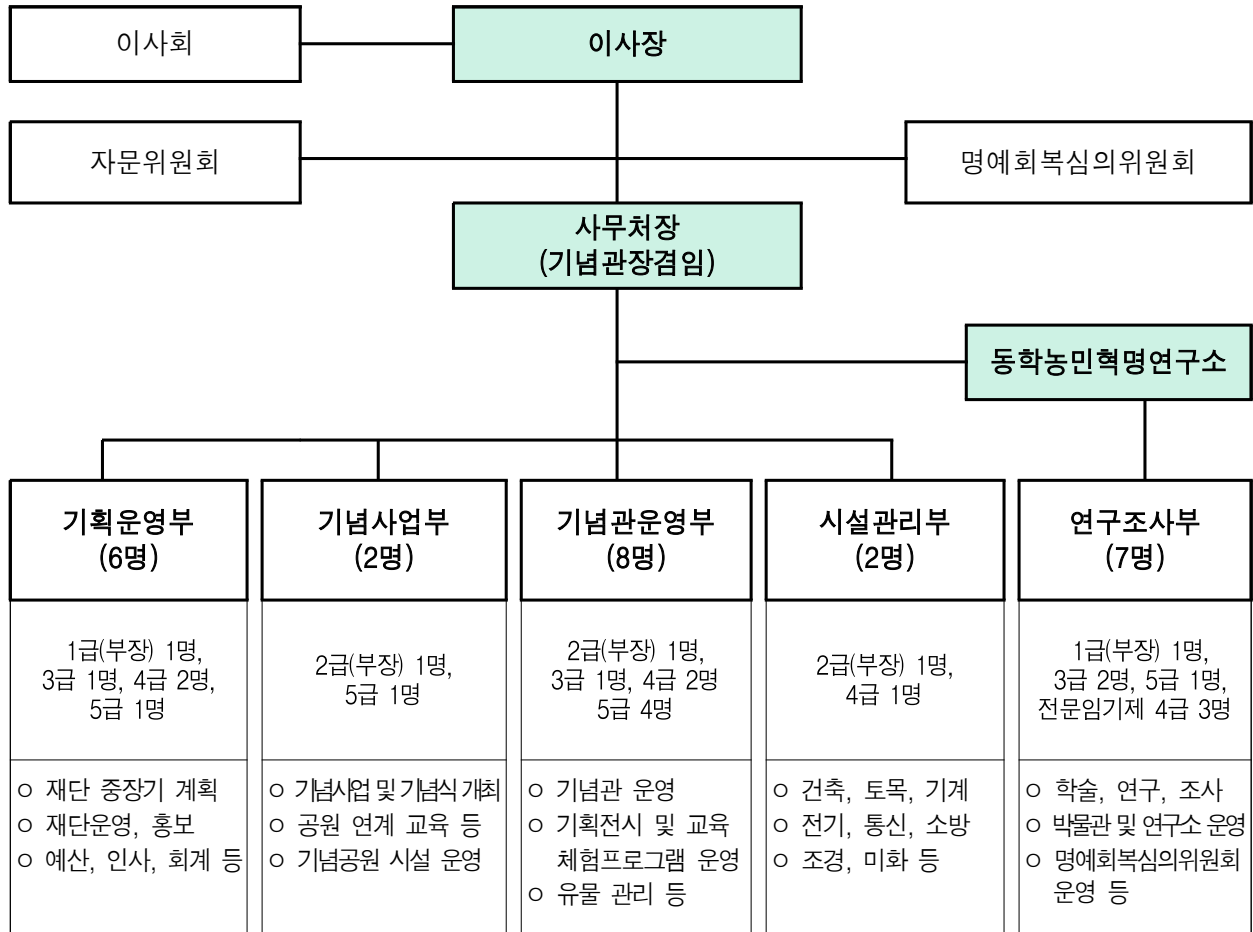 이사회
이사장
자문위원회
명예회복심의위원회
사무처장
(기념관장겸임)
동학농민혁명연구소
기획운영부
(6명)
1급(부장) 1명,
3급 1명, 4급 2명,
5급 1명
ㅇ 재단 중장기 계획
ㅇ 재단운영, 홍보
ㅇ 예산, 인사, 회계 등
기념사업부
(2명)
2급(부장) 1명,
5급 1명
ㅇ 기념사업 및 기념식 개최
ㅇ 공원 연계 교육 등
ㅇ 기념공원 시설 운영
기념관운영부
(8명)
2급(부장) 1명,
3급 1명, 4급 2명
5급 4명
ㅇ 기념관 운영
ㅇ 기획전시 및 교육
체험프로그램 운영
ㅇ 유물 관리 등
시설관리부
(2명)
2급(부장) 1명,
4급 1명
ㅇ 건축, 토목, 기계
ㅇ 전기, 통신, 소방
ㅇ 조경, 미화 등
연구조사부
(7명)
1급(부장) 1명,
3급 2명, 5급 1명,
전문임기제 4급 3명
ㅇ 학술, 연구, 조사
ㅇ 박물관 및 연구소 운영
ㅇ 명예회복심의위원회
운영 등